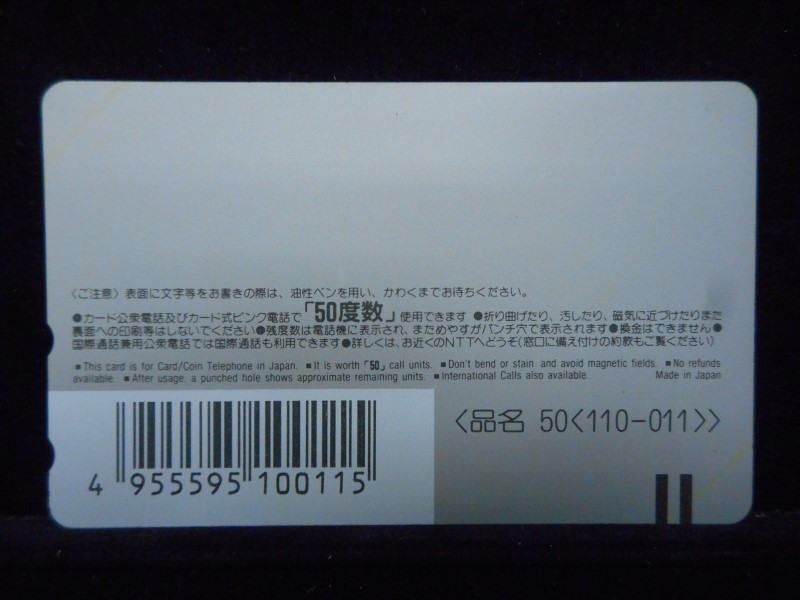 〈ご注意〉表面に文字等をお書きの際は、油性ペンを用い、かわくまでお待ちください。
●カード公衆電話及びカード式ピンク電話で「50度数」使用できます ●折り曲げたり、汚したり、磁気に近づけたりまた
裏面への印刷等はしないでください●残度数は電話機に表示され、まためやすがパンチ穴で表示されます●換金はできません●
国際通話兼用公衆電話では国際通話も利用できます●詳しくは、お近くのNTTへどうぞ(窓口に備え付けの約款もご覧ください)
■This card is for Card/Coin Telephone in Japan. ■It is worth「50」call units. ■Don't bend or stain and avoid magnetic fields. ■No refunds
available. ■After usage, a punched hole shows approximate remaining units. ■International Calls also available. Made in Japan
〈品名 50〈110-011〉〉
4 955595 100115